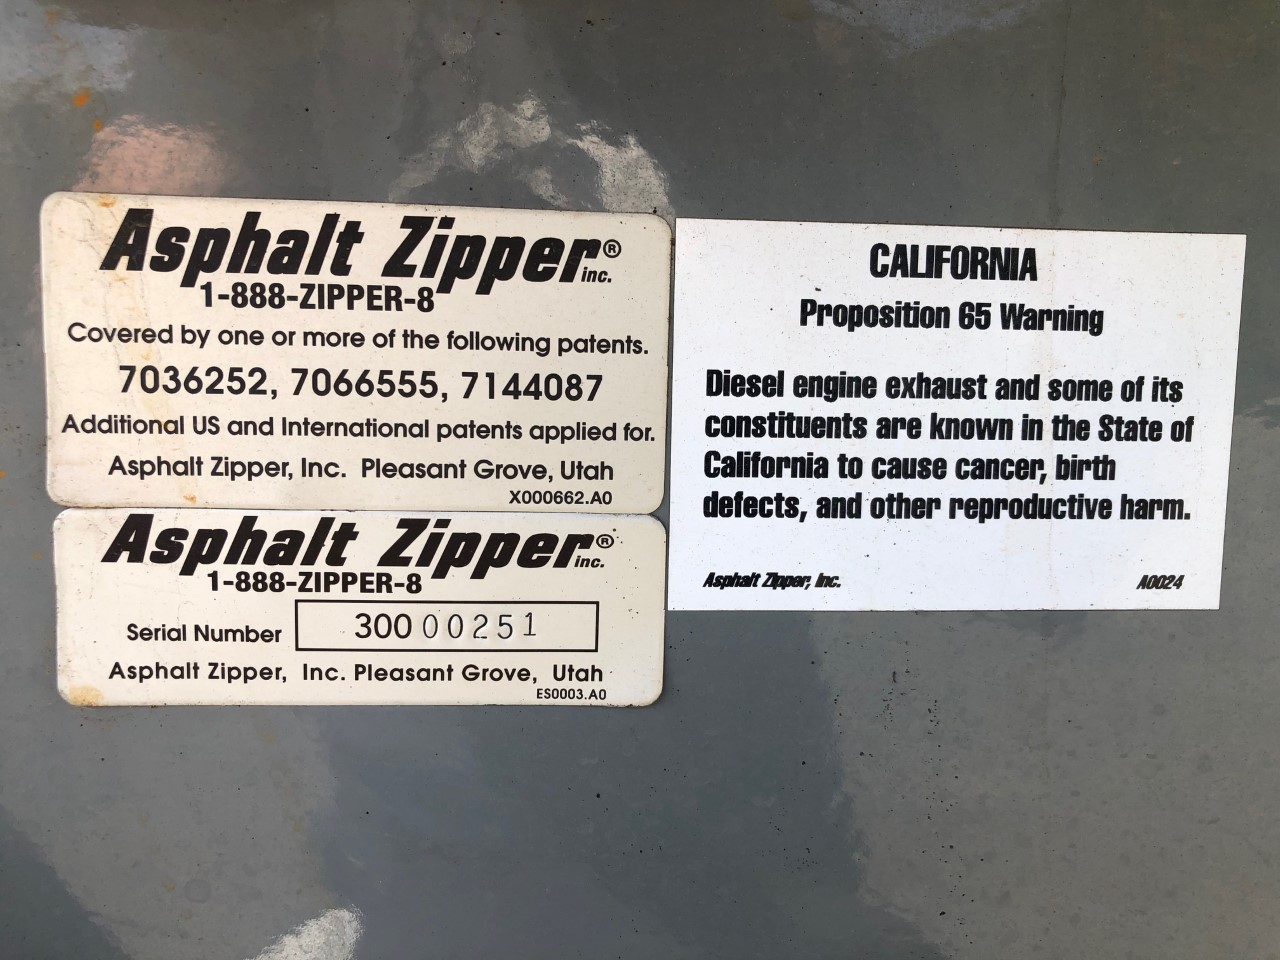 Asphalt Zipper® inc.
1-888-ZIPPER-8
Covered by one or more of the following patents.
7036252, 7066555, 7144087
Additional US and International patents applied for.
Asphalt Zipper, Inc. Pleasant Grove, Utah
X000662.A0
Asphalt Zipper® inc.
1-888-ZIPPER-8
Serial Number 300 00251
Asphalt Zipper, Inc. Pleasant Grove, Utah
ES0003.A0
CALIFORNIA
Proposition 65 Warning
Diesel engine exhaust and some of its
constituents are known in the State of
California to cause cancer, birth
defects, and other reproductive harm.
Asphalt Zipper, Inc. A0024